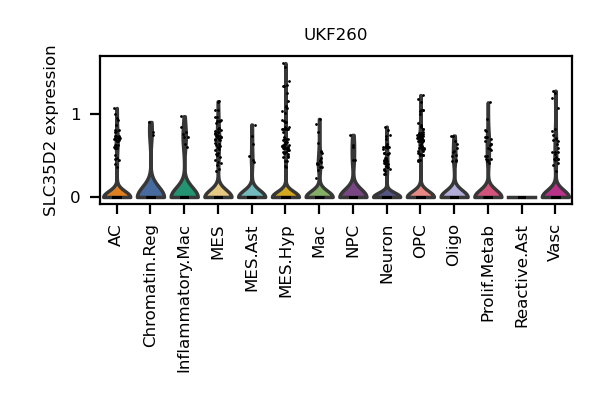 UKF260
SLC35D2 expression
1
0
AC
Chromatin.Reg
Inflammatory.Mac
MES
MES.Ast
MES.Hyp
Mac
NPC
Neuron
OPC
Oligo
Prolif.Metab
Reactive.Ast
Vasc